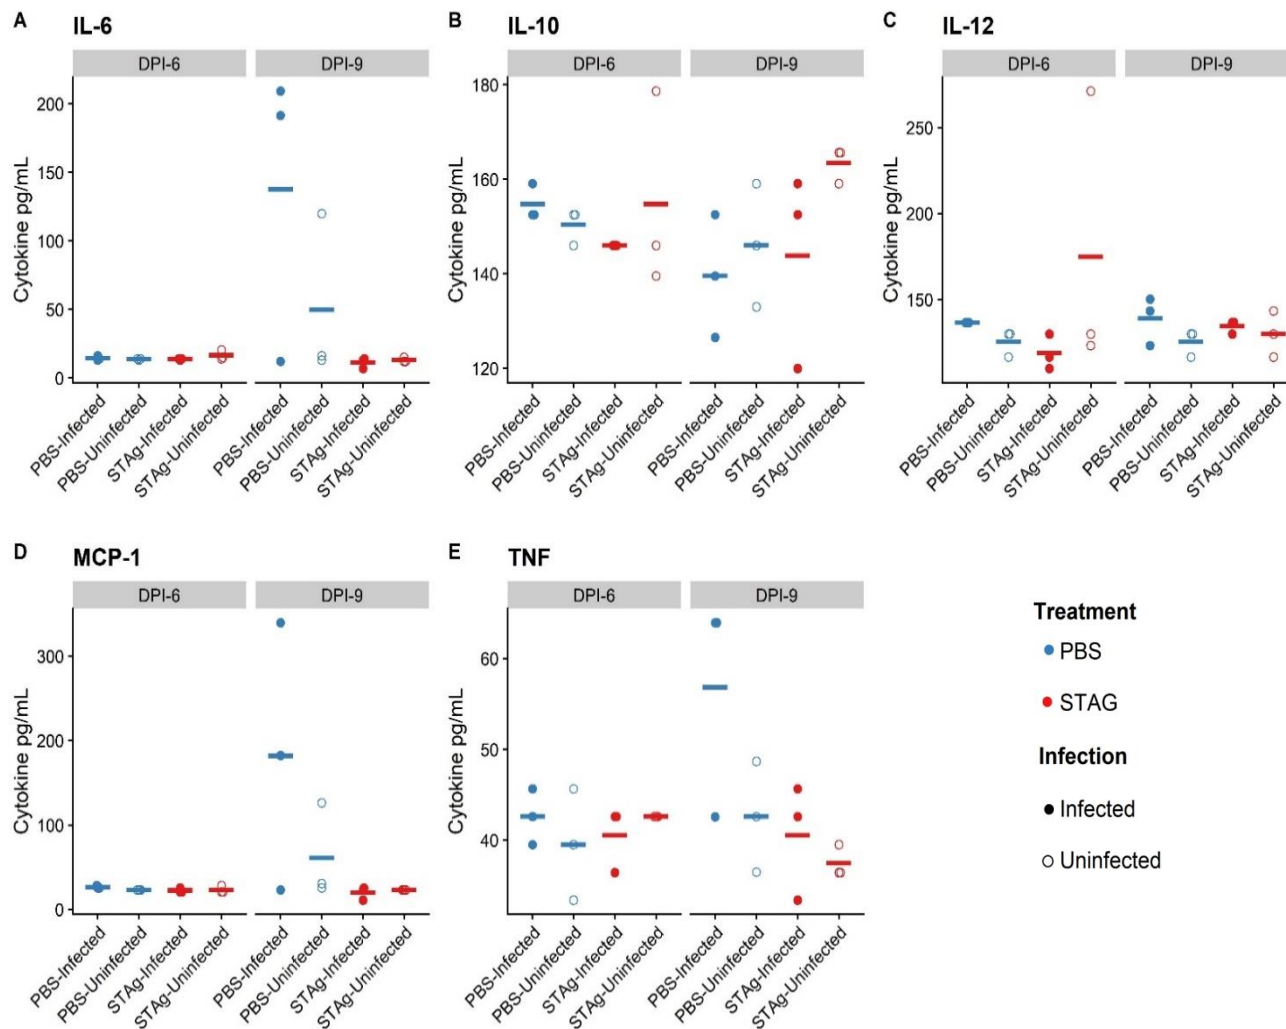 A IL-6
DPI-6 DPI-9
Cytokine pg/mL
200
150
100
50
0
PBS-Infected
PBS-Uninfected
STAg-Infected
STAg-Uninfected
PBS-Infected
PBS-Uninfected
STAg-Infected
STAg-Uninfected
B IL-10
DPI-6 DPI-9
Cytokine pg/mL
180
160
140
120
PBS-Infected
PBS-Uninfected
STAg-Infected
STAg-Uninfected
PBS-Infected
PBS-Uninfected
STAg-Infected
STAg-Uninfected
C IL-12
DPI-6 DPI-9
Cytokine pg/mL
250
200
150
PBS-Infected
PBS-Uninfected
STAg-Infected
STAg-Uninfected
PBS-Infected
PBS-Uninfected
STAg-Infected
STAg-Uninfected
D MCP-1
DPI-6 DPI-9
Cytokine pg/mL
300
200
100
0
PBS-Infected
PBS-Uninfected
STAg-Infected
STAg-Uninfected
PBS-Infected
PBS-Uninfected
STAg-Infected
STAg-Uninfected
E TNF
DPI-6 DPI-9
Cytokine pg/mL
60
50
40
PBS-Infected
PBS-Uninfected
STAg-Infected
STAg-Uninfected
PBS-Infected
PBS-Uninfected
STAg-Infected
STAg-Uninfected
Treatment
PBS
STAG
Infection
Infected
Uninfected